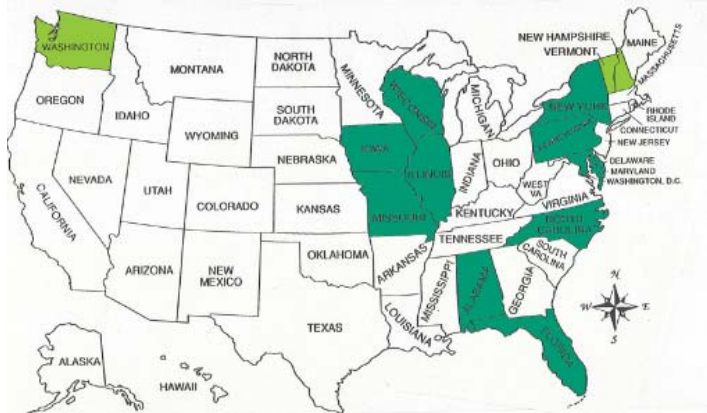 WASHINGTON
OREGON
CALIFORNIA
NEVADA
IDAHO
MONTANA
WYOMING
UTAH
ARIZONA
COLORADO
NEW
MEXICO
NORTH
DAKOTA
SOUTH
DAKOTA
NEBRASKA
KANSAS
OKLAHOMA
TEXAS
MINNESOTA
IOWA
MISSOURI
ARKANSAS
LOUISIANA
WISCONSIN
ILLINOIS
MICHIGAN
INDIANA
OHIO
KENTUCKY
TENNESSEE
MISSISSIPPI
ALABAMA
GEORGIA
FLORIDA
SOUTH
CAROLINA
NORTH
CAROLINA
VIRGINIA
WEST
VA
PENNSYLVANIA
NEW YORK
NEW HAMPSHIRE
VERMONT
MAINE
MASSACHUSETTS
RHODE
ISLAND
CONNECTICUT
NEW JERSEY
DELAWARE
MARYLAND
WASHINGTON, D.C.
ALASKA
HAWAII
N
W
E
S